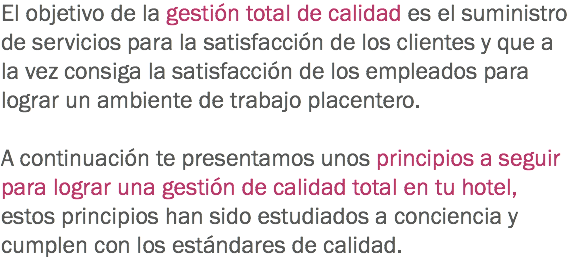 El objetivo de la gestión total de calidad es el suministro
de servicios para la satisfacción de los clientes y que a
la vez consiga la satisfacción de los empleados para
lograr un ambiente de trabajo placentero.
A continuación te presentamos unos principios a seguir
para lograr una gestión de calidad total en tu hotel,
estos principios han sido estudiados a conciencia y
cumplen con los estándares de calidad.